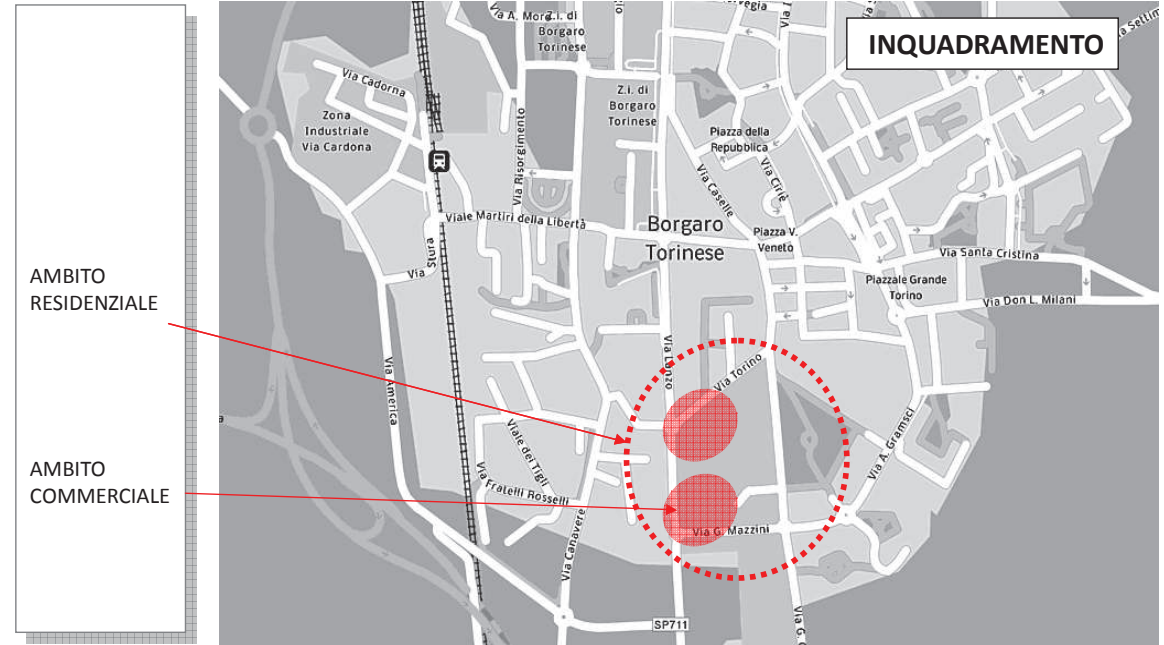 INQUADRAMENTO
AMBITO
RESIDENZIALE
AMBITO
COMMERCIALE
Z.i. di
Borgaro
Torinese
Via Cadorna
Zona
Industriale
Via Cardona
Via Risorgimento
Z.i. di
Borgaro
Torinese
Piazza della
Repubblica
Via Ciriè
Via Caselle
Viale Martiri della Libertà
Borgaro
Torinese
Piazza V.
Veneto
Via Santa Cristina
Piazzale Grande
Torino
Via Don L. Milani
Via
Stura
Via America
Via Lanzo
Via Torino
Via A. Gramsci
Viale dei Tigli
Via Fratelli Rosselli
Via Canavere
Via G. Mazzini
SP711
Via G.